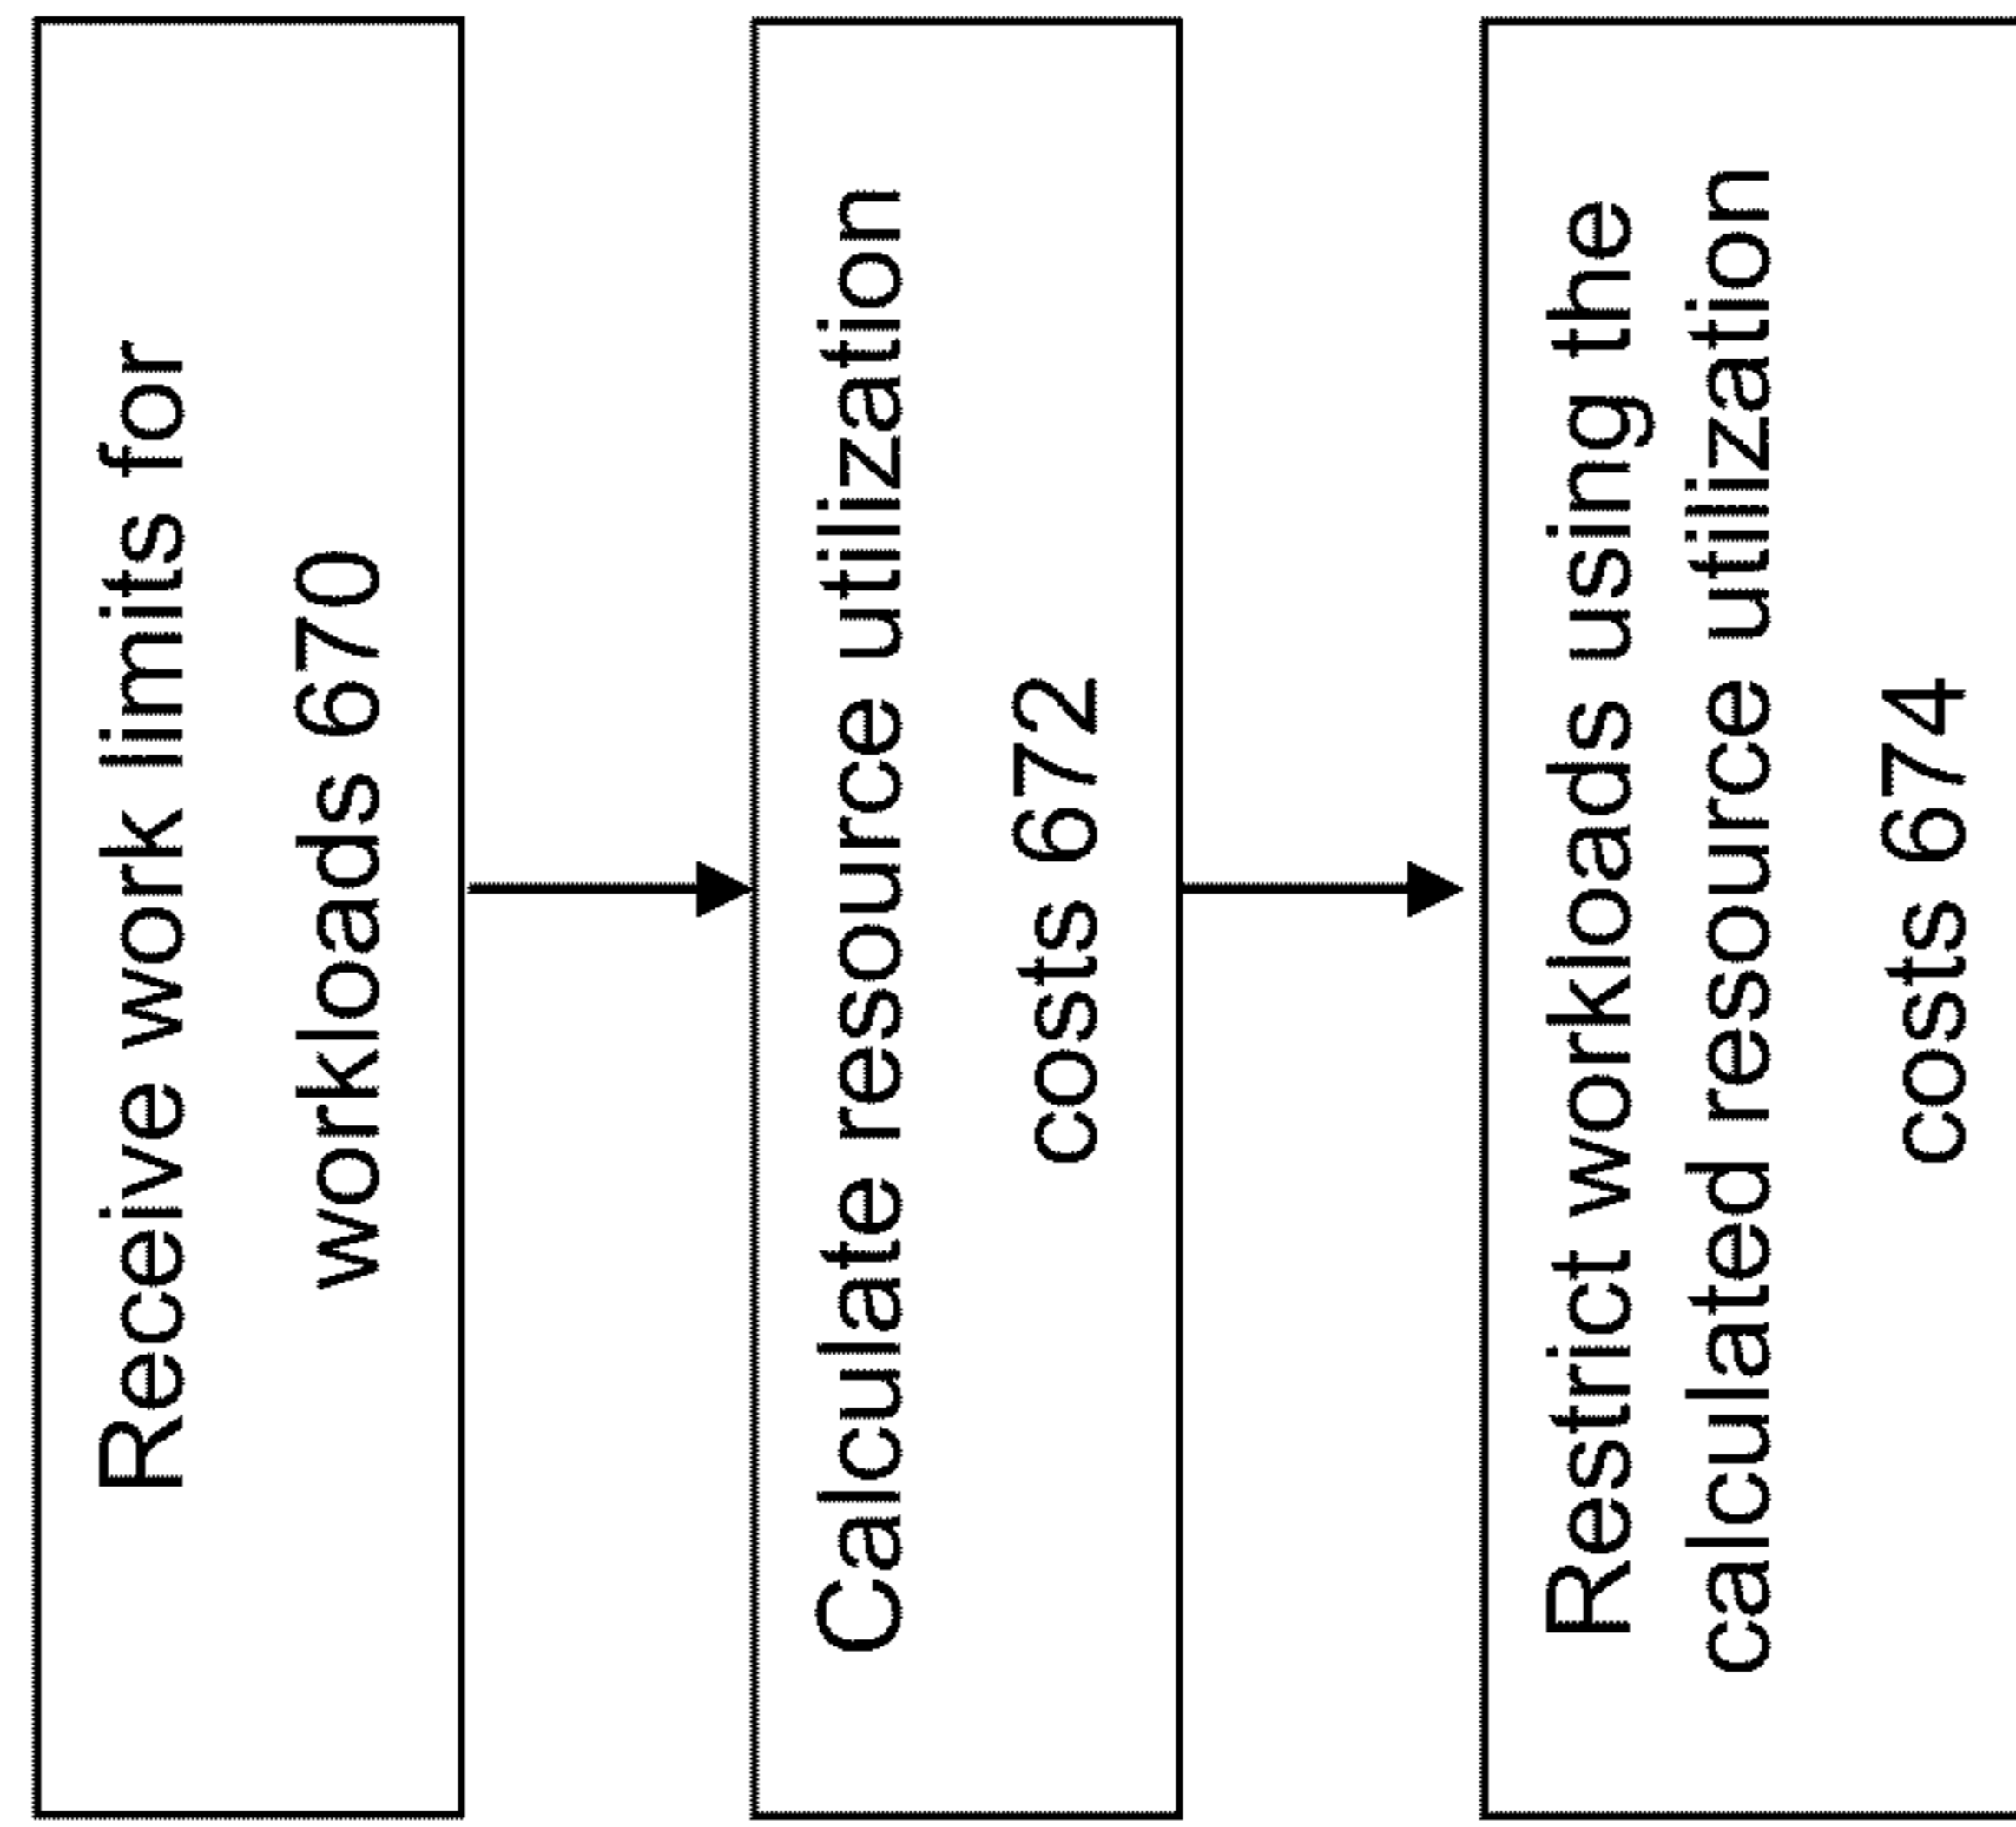 Receive work limits for
workloads 670
Calculate resource utilization
costs 672
Restrict workloads using the
calculated resource utilization
costs 674